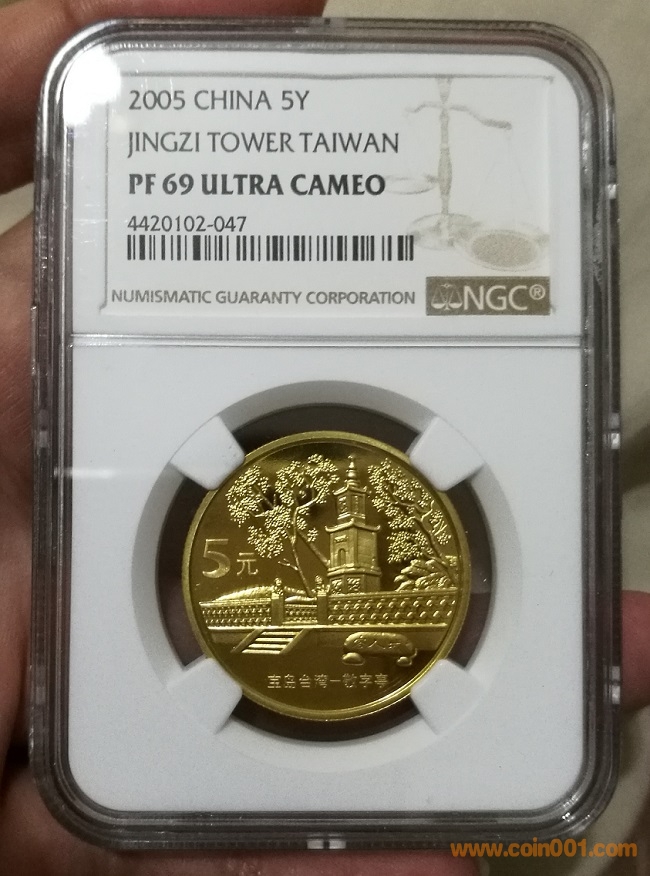 2005 CHINA 5Y
JINGZI TOWER TAIWAN
PF 69 ULTRA CAMEO
4420102-047
NUMISMATIC GUARANTY CORPORATION
NGC®
5元
宝岛台湾—敬字亭
www.coin001.com